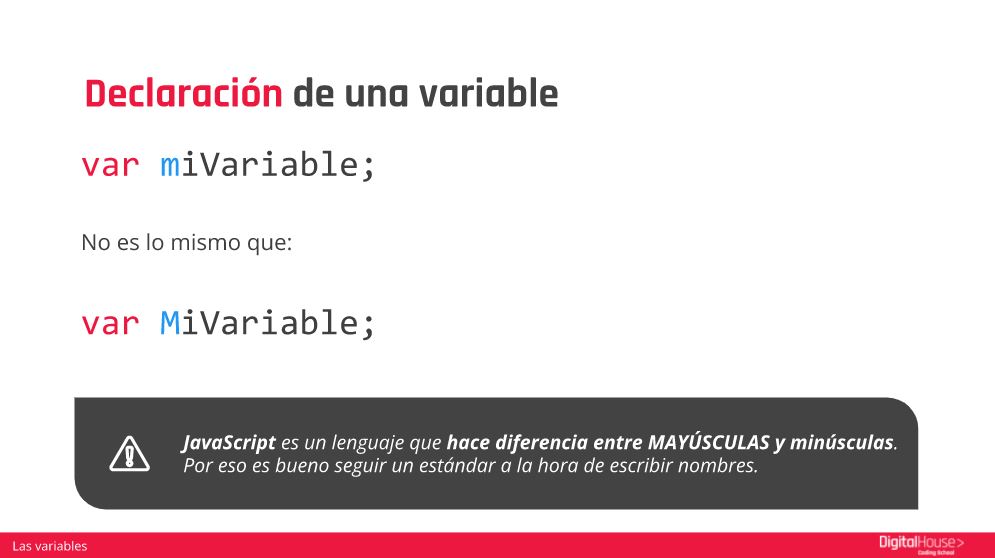 Declaración de una variable
var miVariable;
No es lo mismo que:
var MiVariable;
JavaScript es un lenguaje que hace diferencia entre MAYÚSCULAS y minúsculas.
Por eso es bueno seguir un estándar a la hora de escribir nombres.
Las variables
DigitalHouse>
Coding School